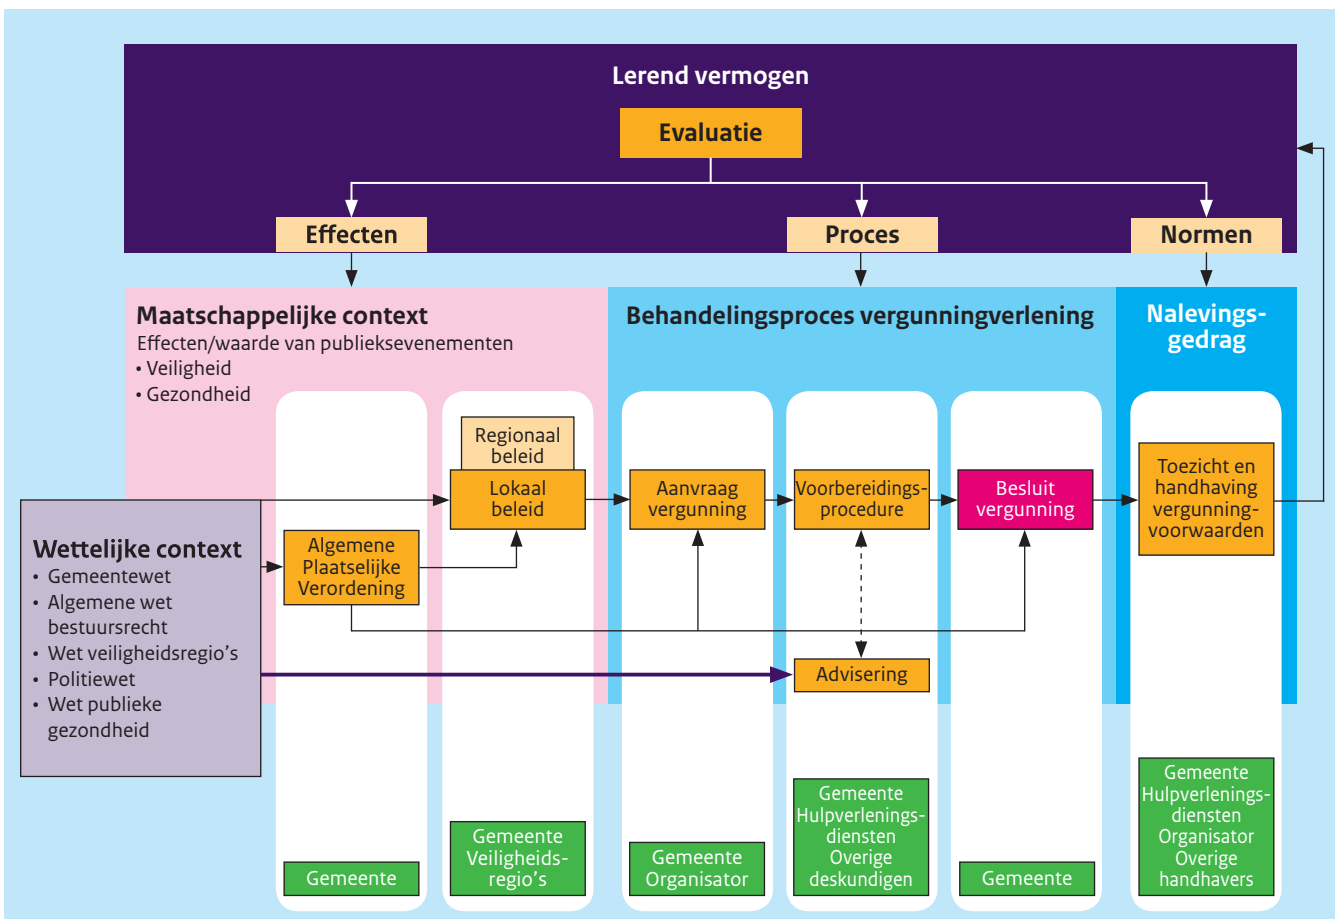 Lerend vermogen
Evaluatie
Effecten
Proces
Normen
Maatschappelijke context
Effecten/waarde van publieksevenementen
• Veiligheid
• Gezondheid
Behandelingsproces vergunningverlening
Nalevings-
gedrag
Wettelijke context
• Gemeentewet
• Algemene wet
bestuursrecht
• Wet veiligheidsregio's
• Politiewet
• Wet publieke
gezondheid
Algemene
Plaatselijke
Verordening
Regionaal
beleid
Lokaal
beleid
Aanvraag
vergunning
Voorbereidings-
procedure
Besluit
vergunning
Toezicht en
handhaving
vergunning-
voorwaarden
Advisering
Gemeente
Gemeente
Veiligheids-
regio's
Gemeente
Organisator
Gemeente
Hulpverlenings-
diensten
Overige
deskundigen
Gemeente
Gemeente
Hulpverlenings-
diensten
Organisator
Overige
handhavers